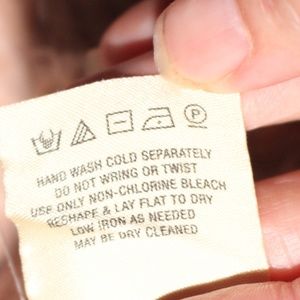 HAND WASH COLD SEPARATELY
DO NOT WRING OR TWIST
USE ONLY NON-CHLORINE BLEACH
RESHAPE & LAY FLAT TO DRY
LOW IRON AS NEEDED
MAY BE DRY CLEANED